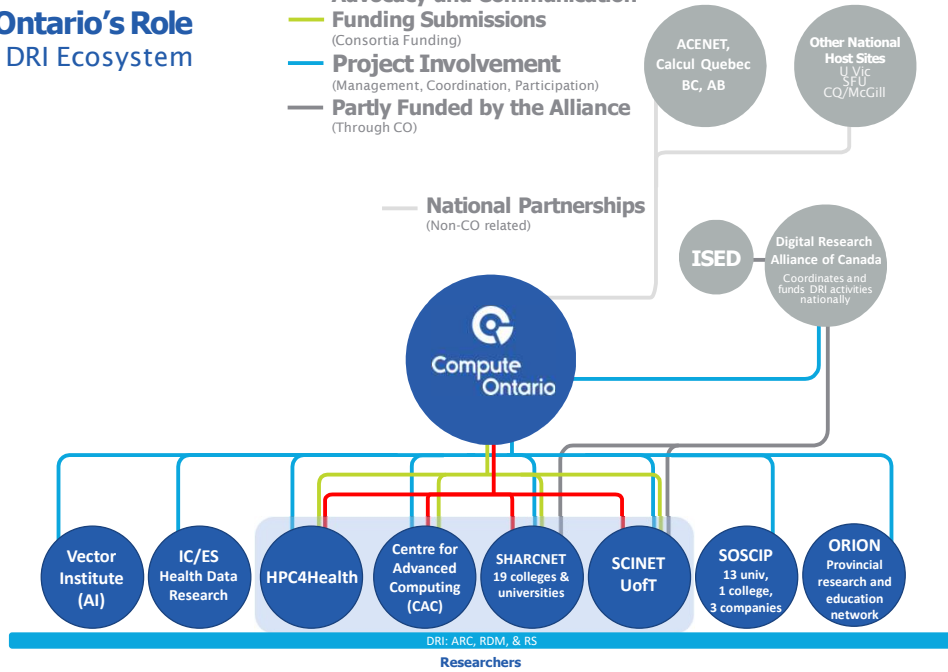 Ontario's Role
DRI Ecosystem
Advocacy and Communication
Funding Submissions
(Consortia Funding)
Project Involvement
(Management, Coordination, Participation)
Partly Funded by the Alliance
(Through CO)
National Partnerships
(Non-CO related)
ACENET,
Calcul Quebec
BC, AB
Other National
Host Sites
U Vic
SFU
CQ/McGill
ISED
Digital Research
Alliance of Canada
Coordinates and
funds DRI activities
nationally
Compute
Ontario
Vector
Institute
(AI)
IC/ES
Health Data
Research
HPC4Health
Centre for
Advanced
Computing
(CAC)
SHARCNET
19 colleges &
universities
SCINET
UofT
SOSCIP
13 univ,
1 college,
3 companies
ORION
Provincial
research and
education
network
DRI: ARC, RDM, & RS
Researchers